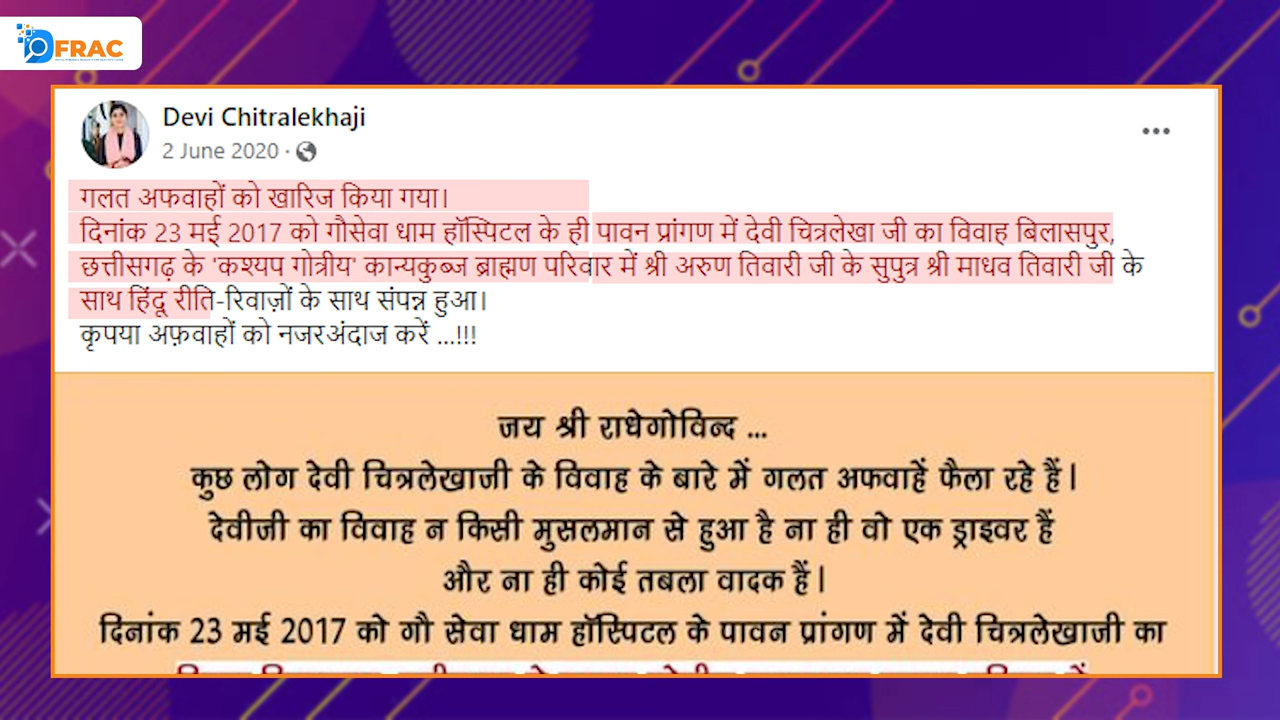 FRAC
Devi Chitralekhaji
2 June 2020 ·
गलत अफवाहों को खारिज किया गया।
दिनांक 23 मई 2017 को गौसेवा धाम हॉस्पिटल के ही पावन प्रांगण में देवी चित्रलेखा जी का विवाह बिलासपुर,
छत्तीसगढ़ के 'कश्यप गोत्रीय' कान्यकुब्ज ब्राह्मण परिवार में श्री अरुण तिवारी जी के सुपुत्र श्री माधव तिवारी जी के
साथ हिंदू रीति-रिवाज़ों के साथ संपन्न हुआ।
कृपया अफ़वाहों को नजरअंदाज करें ...!!!
जय श्री राधेगोविन्द ...
कुछ लोग देवी चित्रलेखाजी के विवाह के बारे में गलत अफवाहें फैला रहे हैं।
देवीजी का विवाह न किसी मुसलमान से हुआ है ना ही वो एक ड्राइवर हैं
और ना ही कोई तबला वादक हैं।
दिनांक 23 मई 2017 को गौ सेवा धाम हॉस्पिटल के पावन प्रांगण में देवी चित्रलेखाजी का